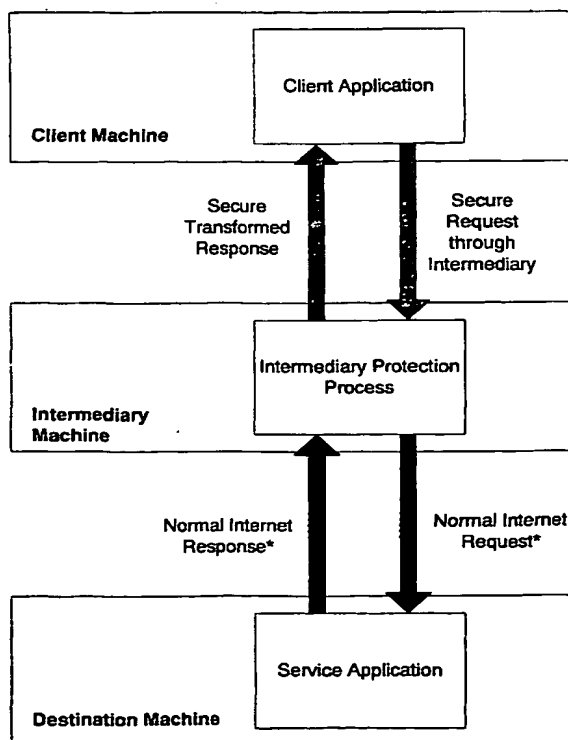 Client Application
Client Machine
Secure
Transformed
Response
Secure
Request
through
Intermediary
Intermediary Protection
Process
Intermediary
Machine
Normal Internet
Response*
Normal Internet
Request*
Service Application
Destination Machine